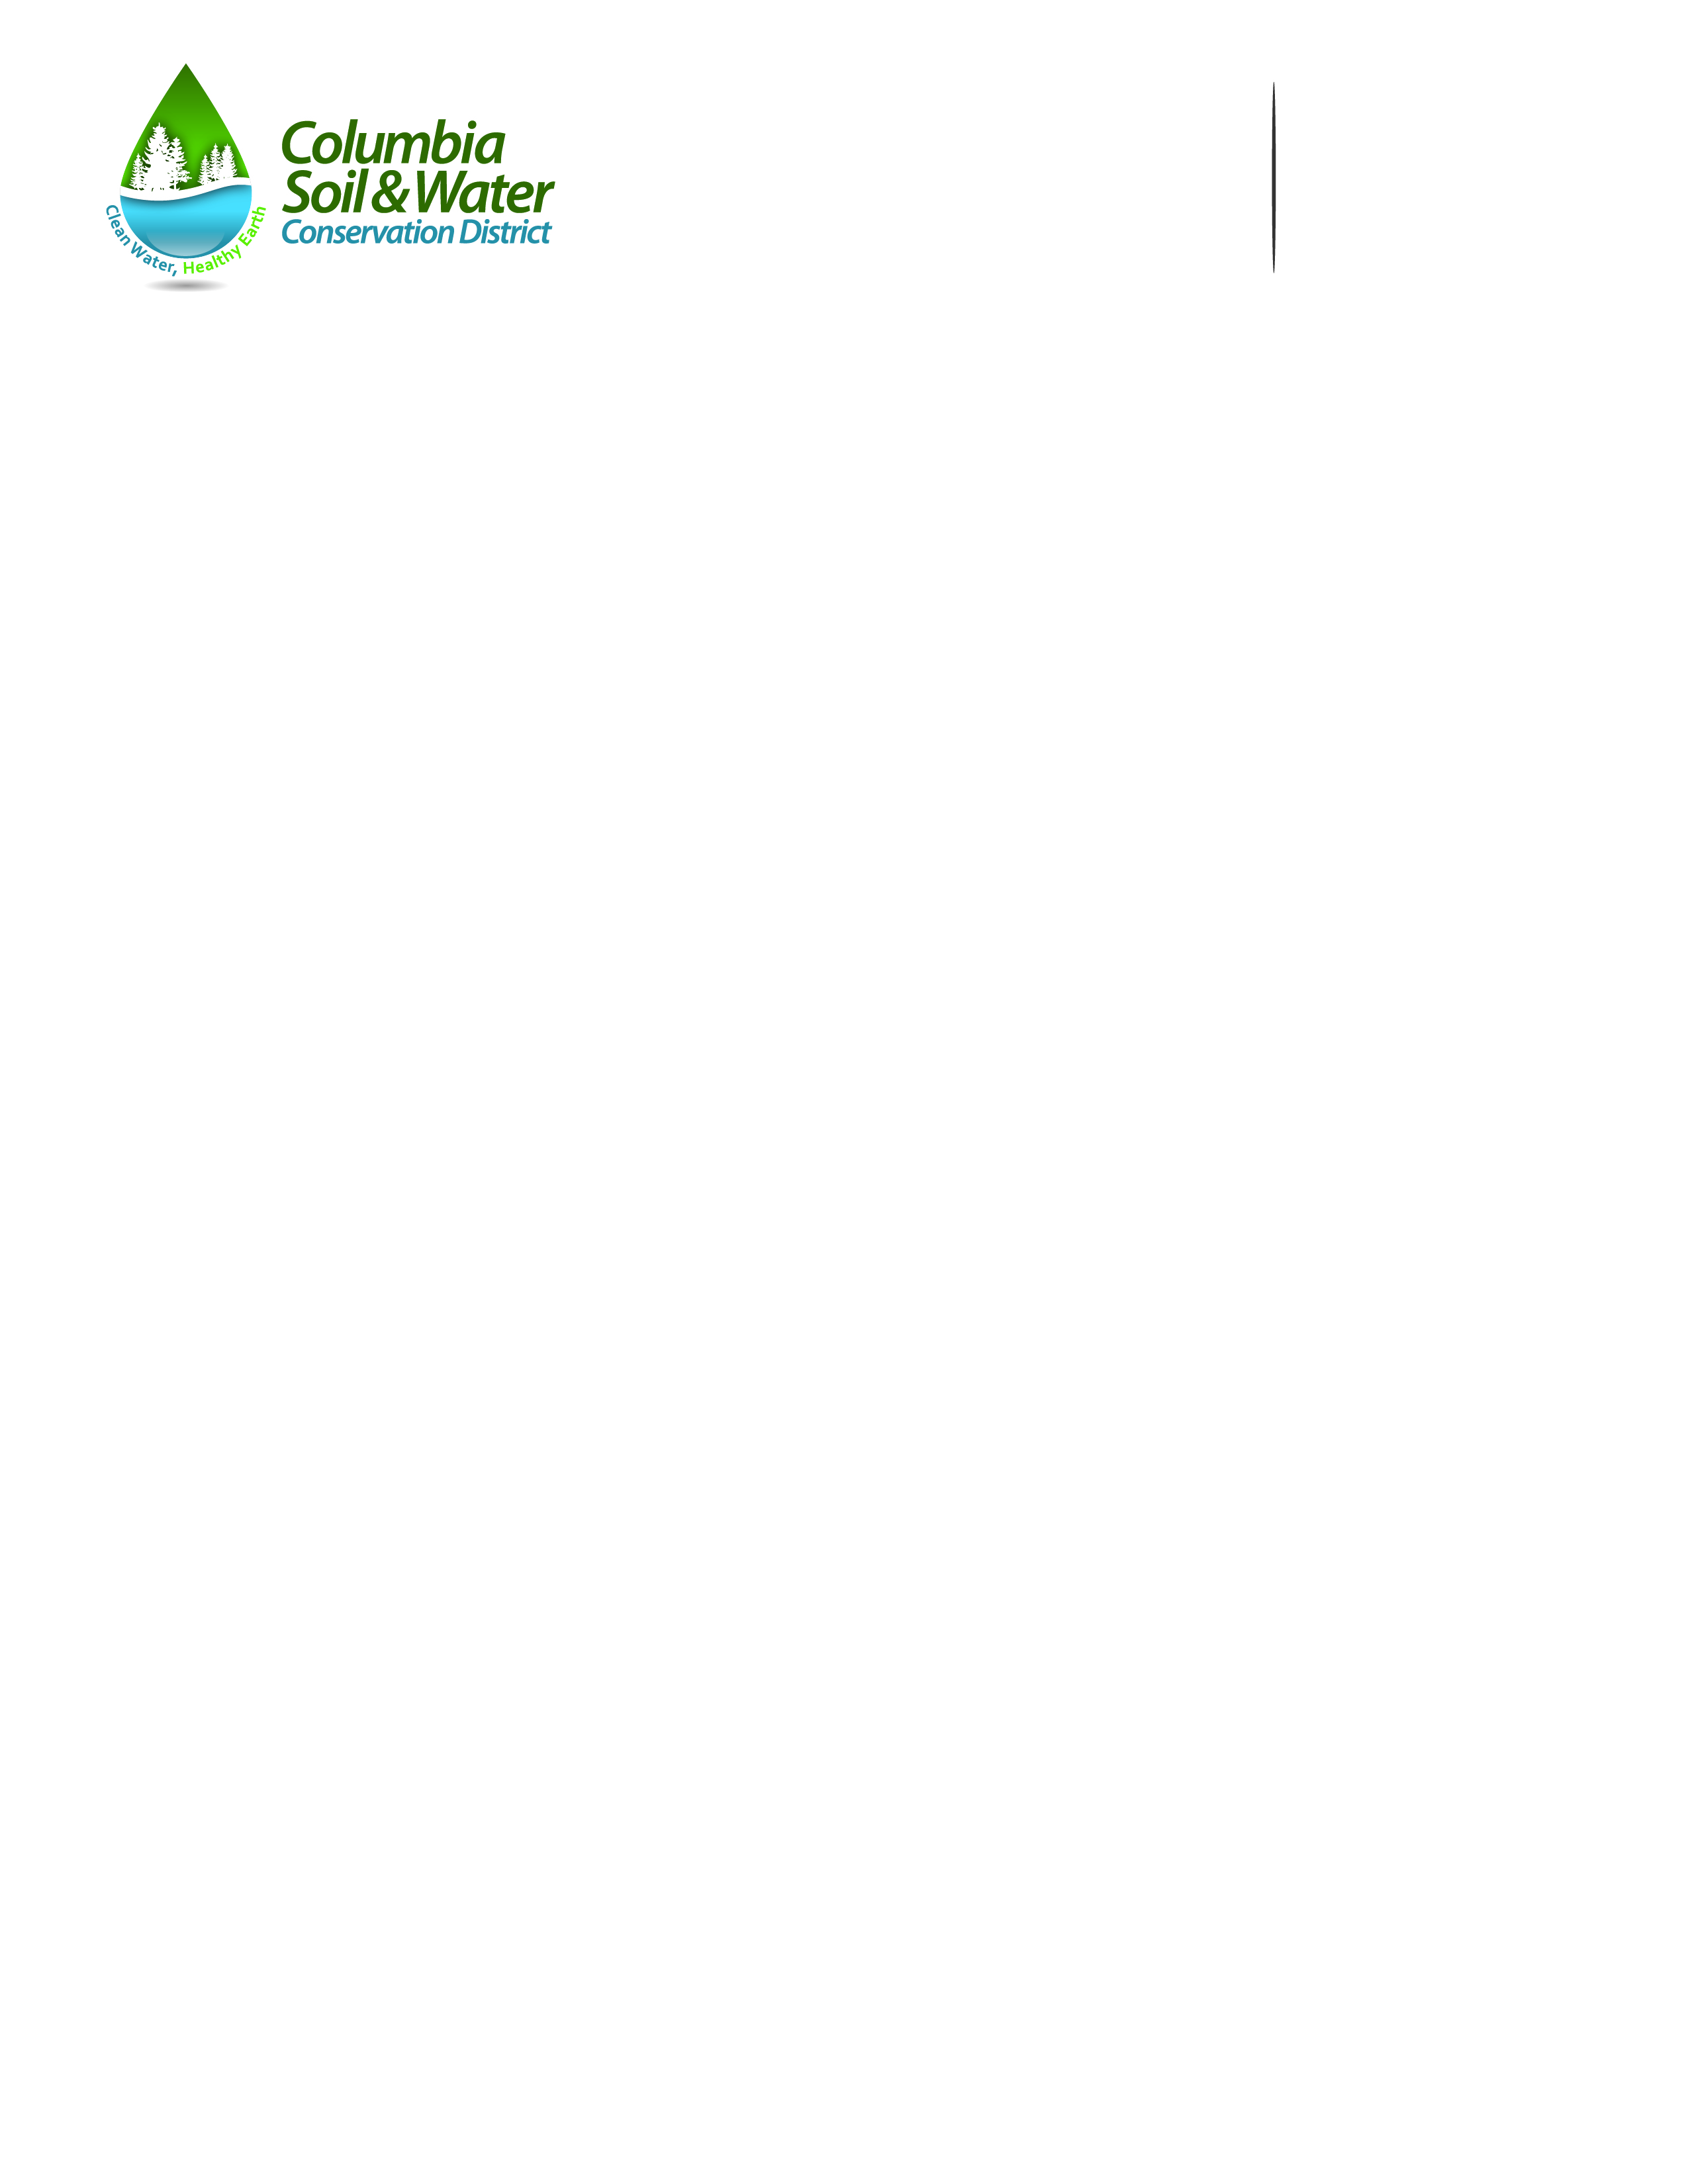 Columbia
Soil & Water
Conservation District
Clean Water, Healthy Earth